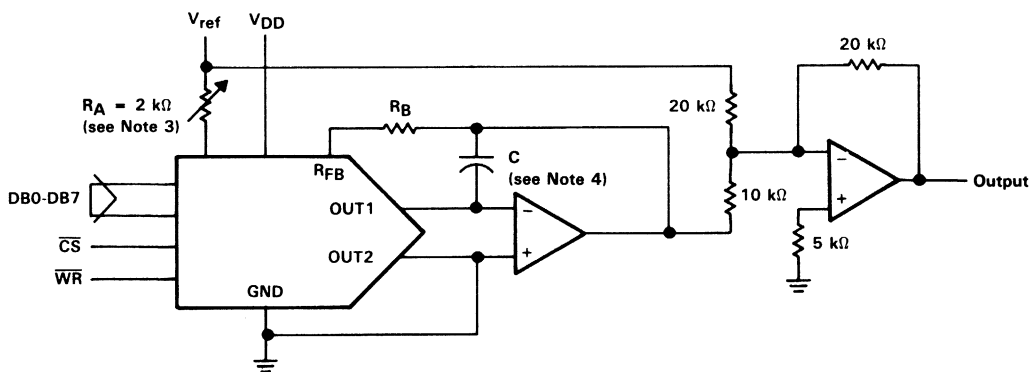 Vref
VDD
20 kΩ
RA = 2 kΩ
(see Note 3)
RB
20 kΩ
RFB
C
(see Note 4)
DB0-DB7
OUT1
−
−
Output
+
10 kΩ
CS
OUT2
+
5 kΩ
WR
GND